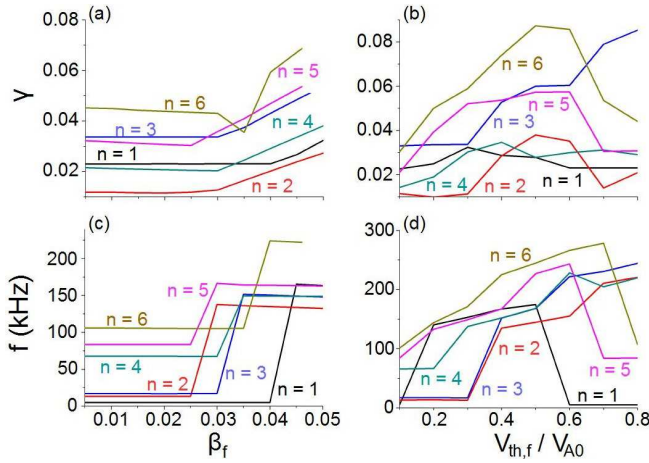 (a)
(b)
0.08
0.06
0.04
0.02
γ
n = 6
n = 5
n = 3
n = 4
n = 1
n = 2
0.08
0.06
0.04
0.02
n = 6
n = 5
n = 3
n = 4
n = 2
n = 1
(c)
(d)
200
150
100
50
0
f (kHz)
n = 5
n = 6
n = 4
n = 2
n = 3
n = 1
0.01 0.02 0.03 0.04 0.05
β_f
300
200
100
0
n = 6
n = 4
n = 2
n = 5
n = 3
n = 1
0.2 0.4 0.6 0.8
V_th,f / V_A0